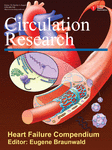 Circulation
Research
Heart Failure Compendium
Editor: Eugene Braunwald